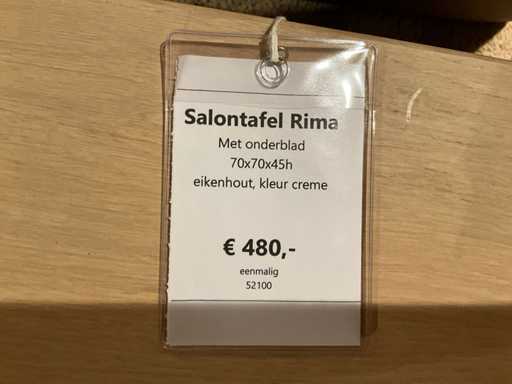 Salontafel Rima
Met onderblad
70x70x45h
eikenhout, kleur creme
€ 480,-
eenmalig
52100